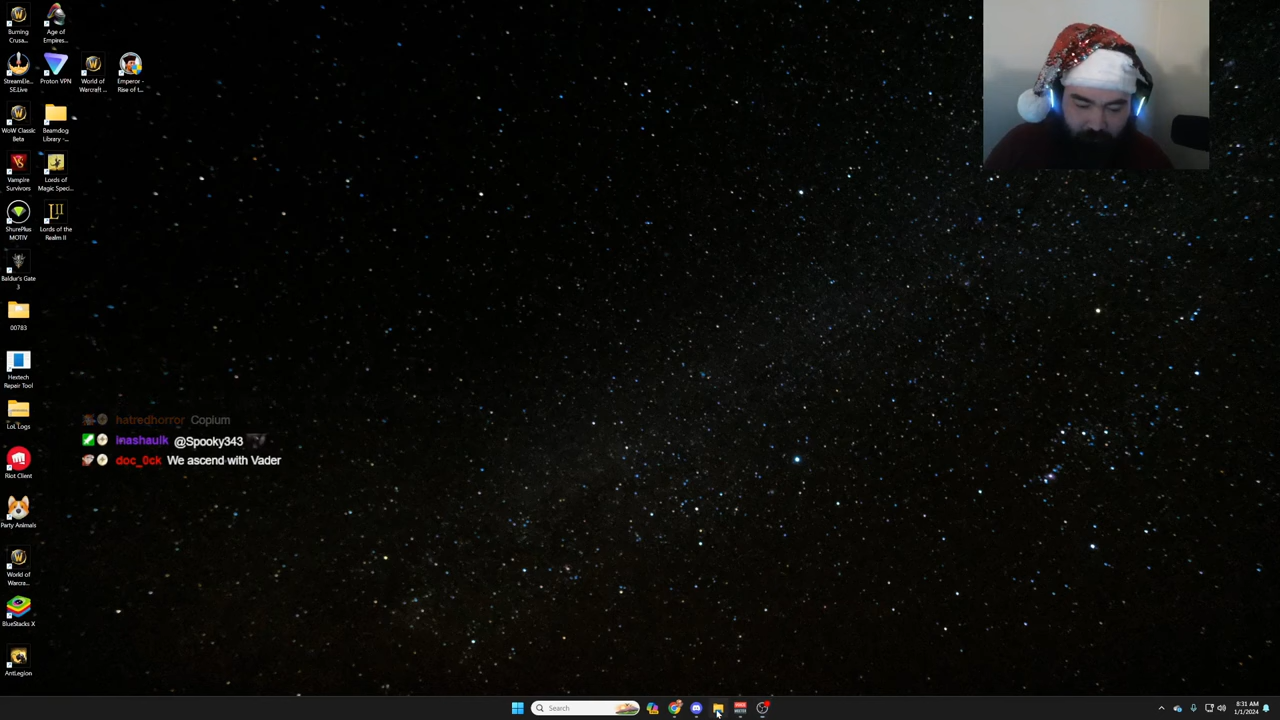 Burning
Crusa...
Age of
Empires...
Streamlie...
SE.Live
Proton VPN
World of
Warcraft ...
Emperor -
Rise of t...
WoW Classic
Beta
Beamdog
Library -...
Vampire
Survivors
Lords of
Magic Speci...
ShurePlus
MOTIV
Lords of the
Realm II
Baldur's Gate
3
00783
Hextech
Repair Tool
LoL Logs
hatredhorror Copium
inashaulk @Spooky343
doc_0ck We ascend with Vader
Riot Client
Party Animals
World of
Warcra...
BlueStacks X
AntLegion
Search
8:31 AM
1/1/2024